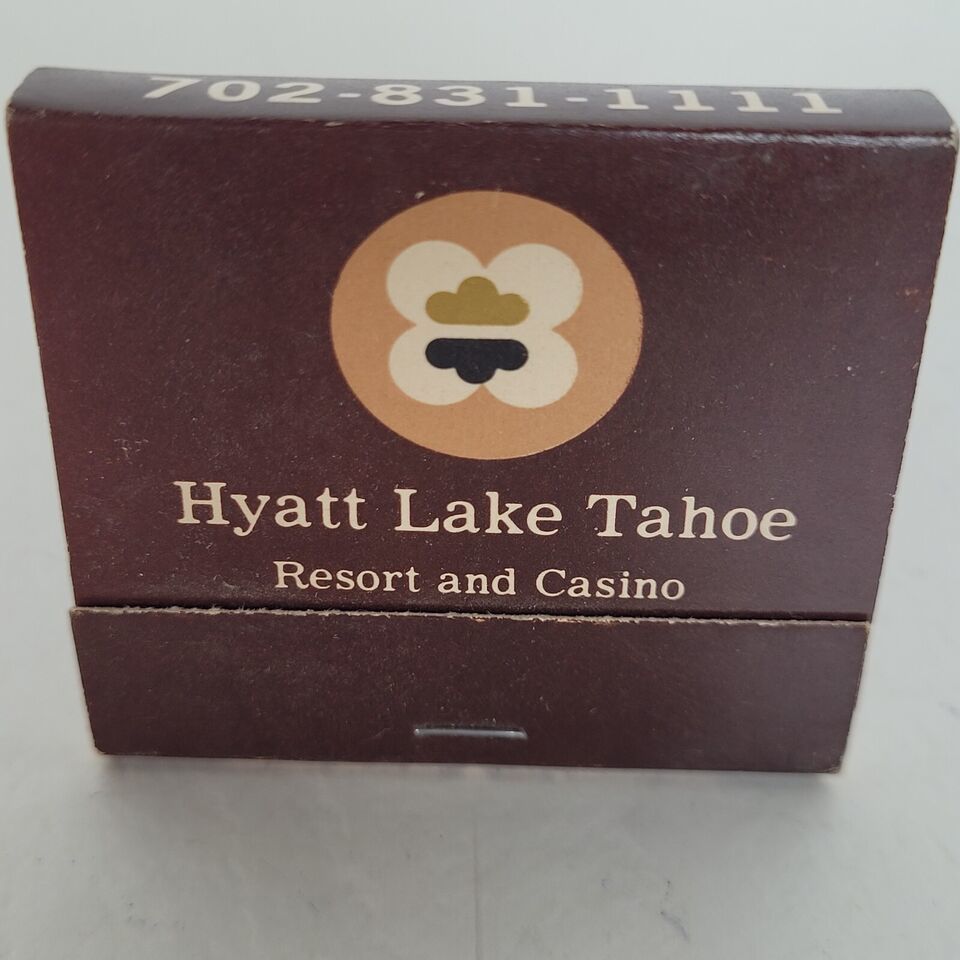 702-831-1111
Hyatt Lake Tahoe
Resort and Casino